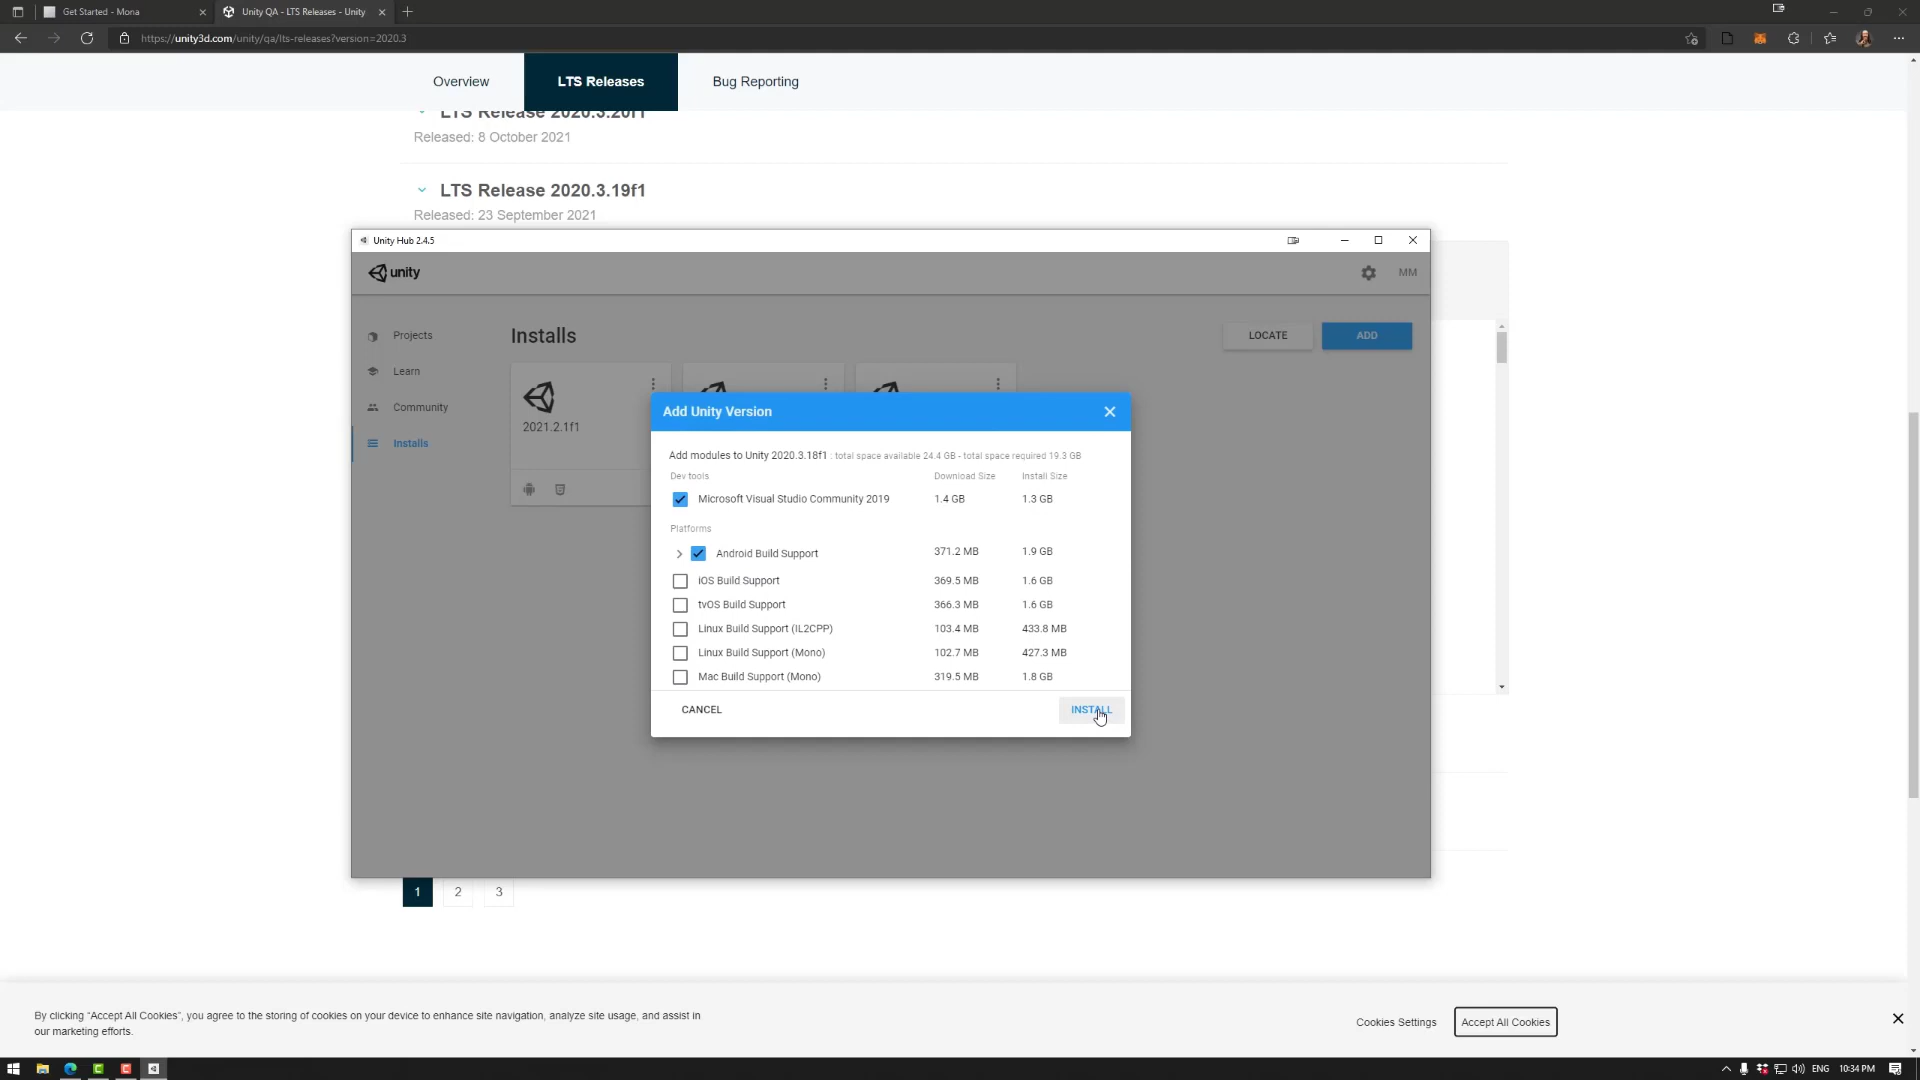 Get Started - Mona
Unity QA - LTS Releases - Unity
https://unity3d.com/unity/qa/lts-releases?version=2020.3
Overview
LTS Releases
Bug Reporting
LTS Release 2020.3.20f1
Released: 8 October 2021
LTS Release 2020.3.19f1
Released: 23 September 2021
Unity Hub 2.4.5
unity
MM
Projects
Learn
Community
Installs
Installs
LOCATE
ADD
2021.2.1f1
Add Unity Version
Add modules to Unity 2020.3.18f1 : total space available 24.4 GB - total space required 19.3 GB
Dev tools Download Size Install Size
Microsoft Visual Studio Community 2019 1.4 GB 1.3 GB
Platforms
Android Build Support 371.2 MB 1.9 GB
iOS Build Support 369.5 MB 1.6 GB
tvOS Build Support 366.3 MB 1.6 GB
Linux Build Support (IL2CPP) 103.4 MB 433.8 MB
Linux Build Support (Mono) 102.7 MB 427.3 MB
Mac Build Support (Mono) 319.5 MB 1.8 GB
CANCEL
INSTALL
1 2 3
By clicking “Accept All Cookies”, you agree to the storing of cookies on your device to enhance site navigation, analyze site usage, and assist in
our marketing efforts.
Cookies Settings
Accept All Cookies
ENG 10:34 PM